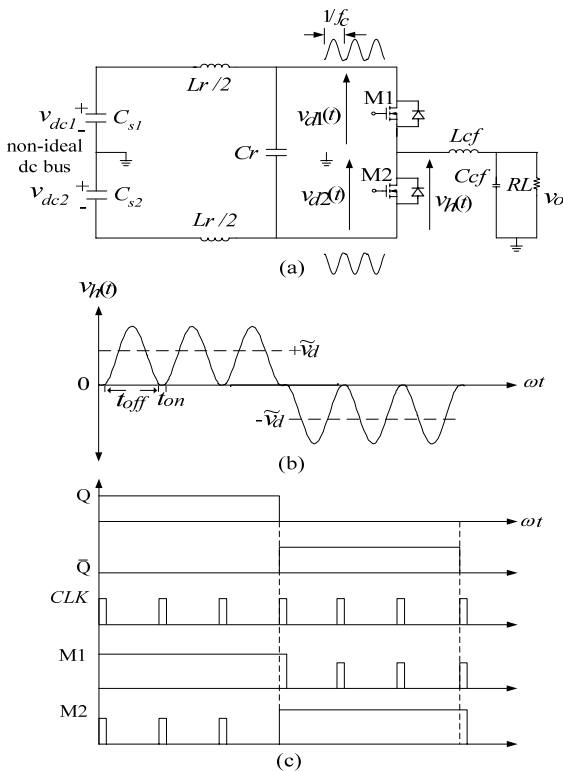 1/fc
Lr /2
M1
vdc1
+
-
Cs1
vd1(t)
Lcf
non-ideal
dc bus
Cr
M2
Ccf
RL
vo
vdc2
+
-
Cs2
vd2(t)
vh(t)
Lr /2
(a)
vh(t)
+ṽd
0
toff
ton
ωt
-ṽd
(b)
Q
ωt
Q̄
CLK
M1
M2
(c)